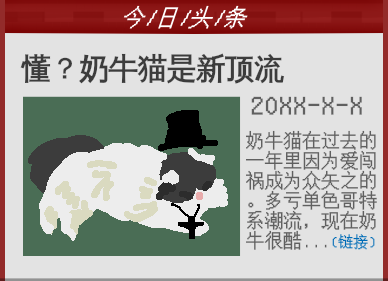 今/日/头/条
懂？奶牛猫是新顶流
20XX-X-X
奶牛猫在过去的
一年里因为爱闯
祸成为众矢之的
。多亏单色哥特
系潮流，现在奶
牛很酷...(链接)